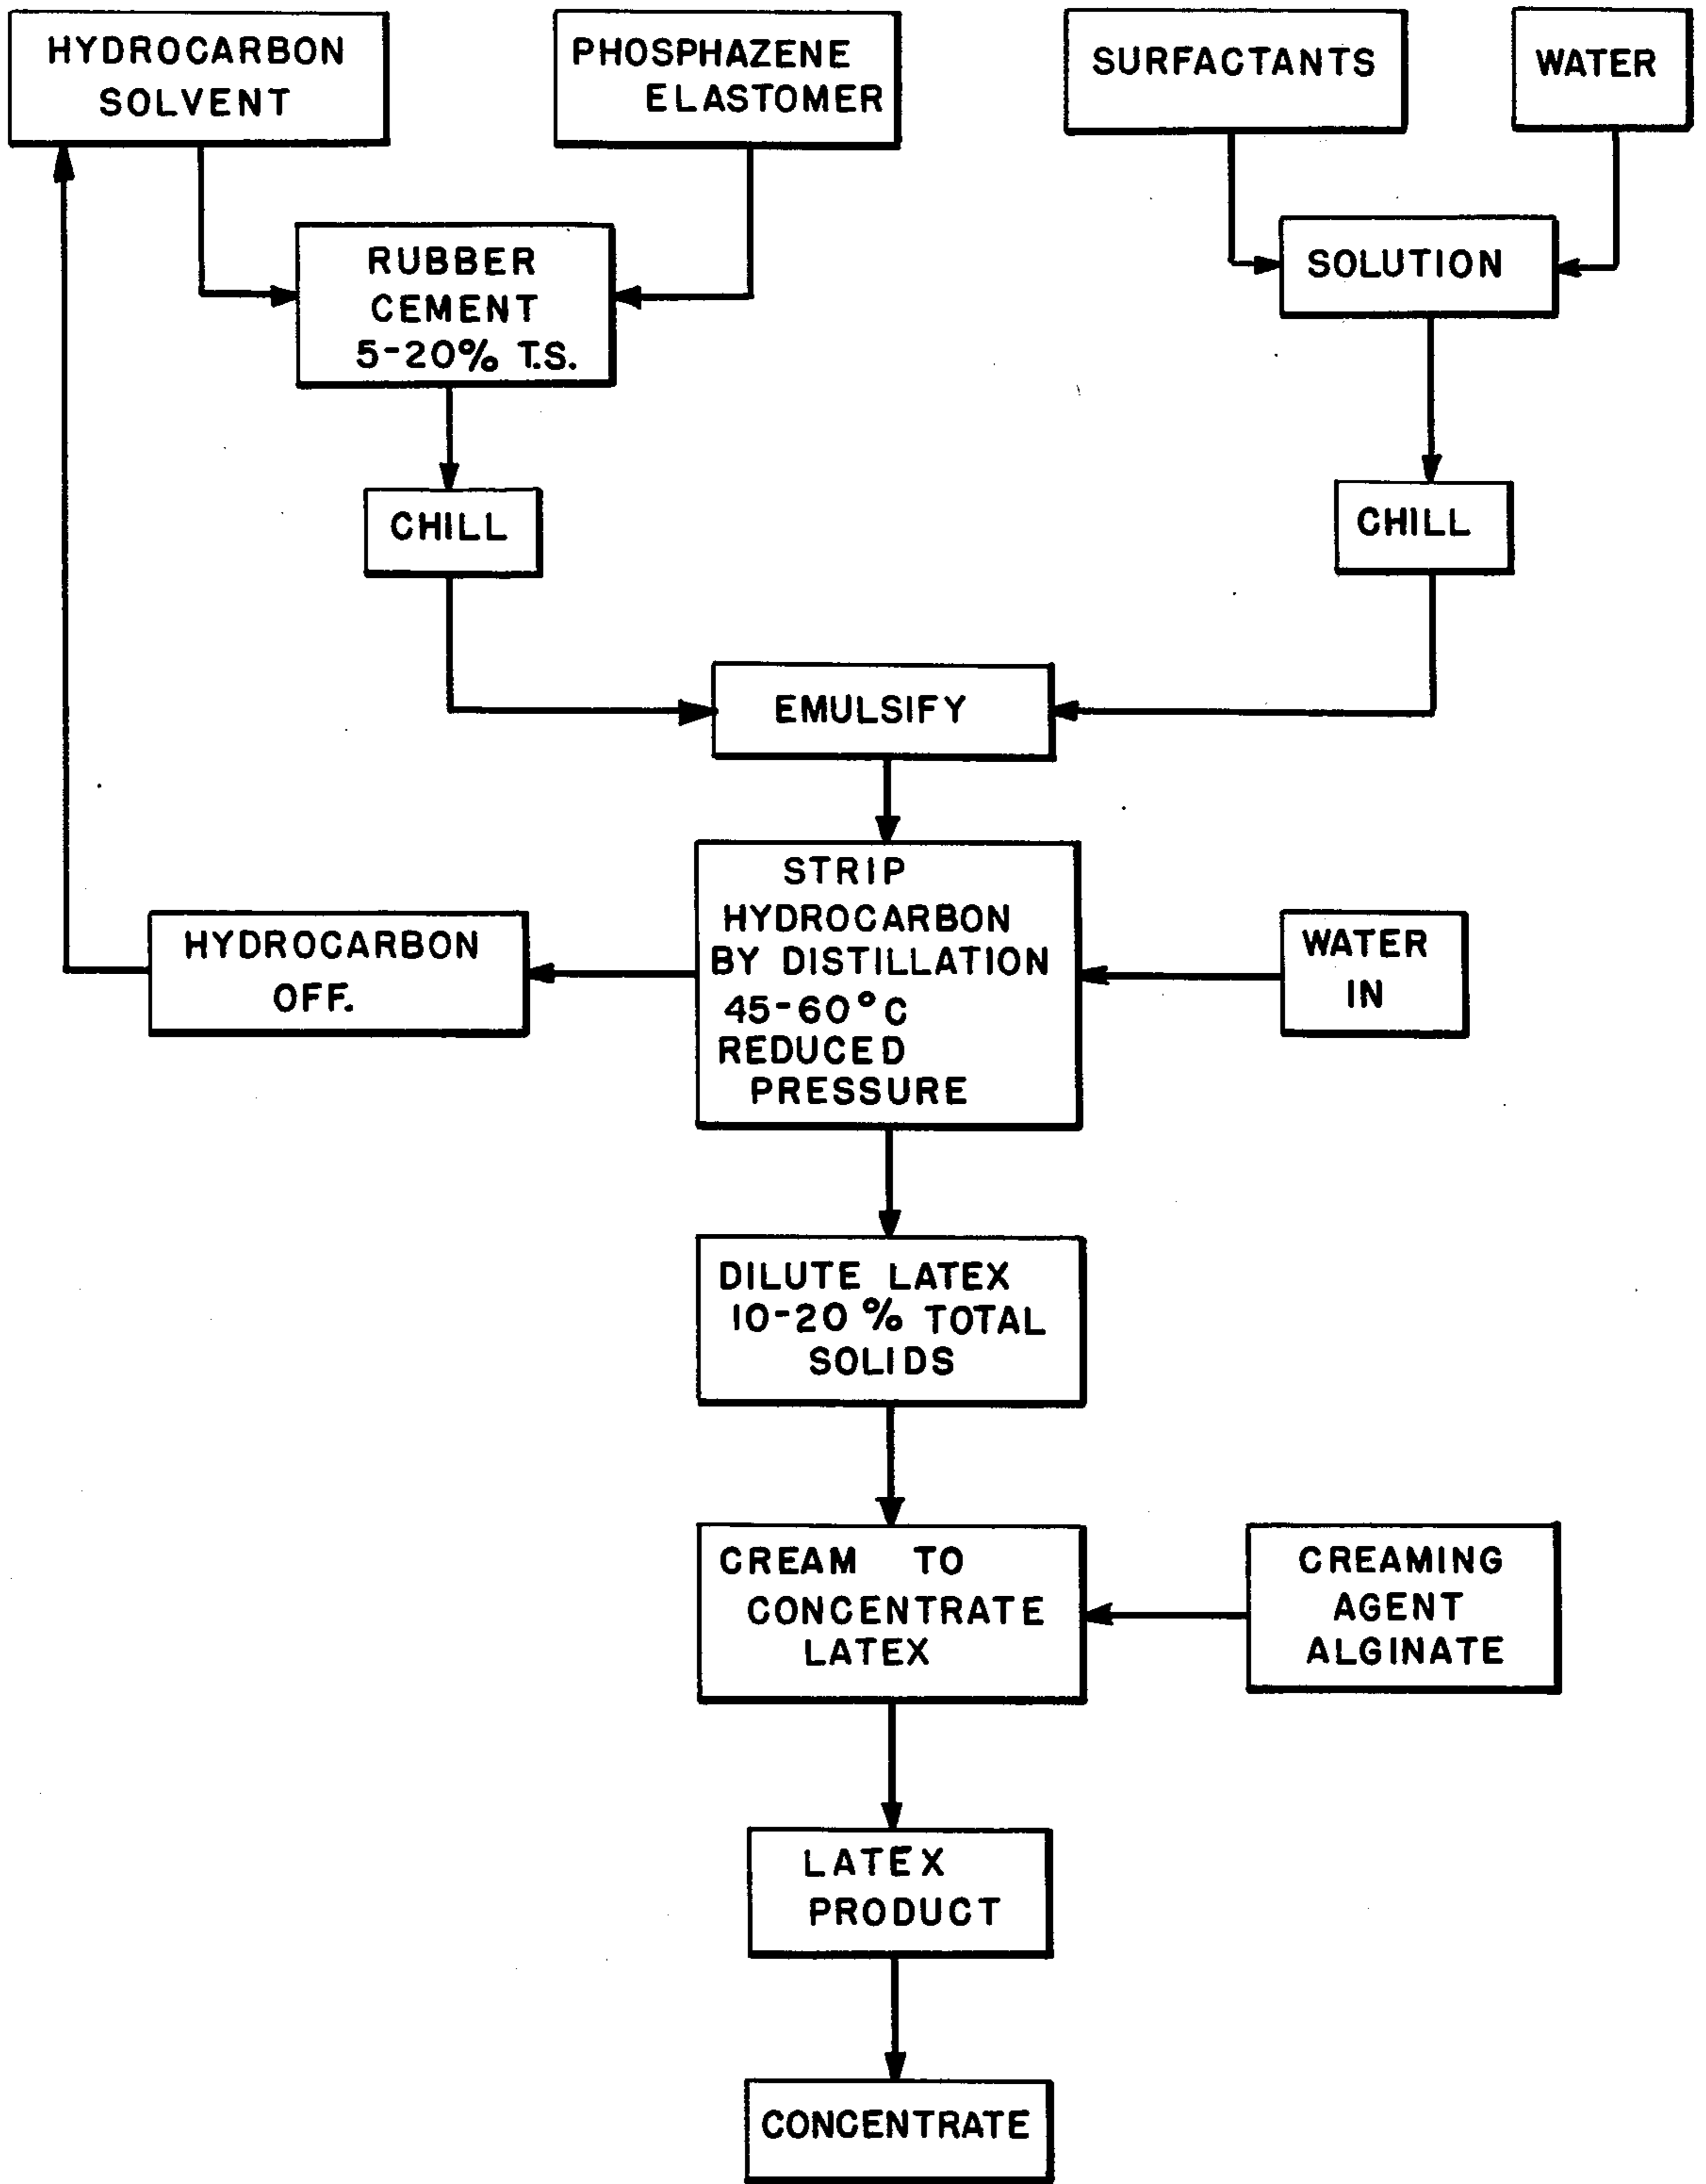 HYDROCARBON
SOLVENT
PHOSPHAZENE
ELASTOMER
SURFACTANTS
WATER
RUBBER
CEMENT
5-20% T.S.
SOLUTION
CHILL
CHILL
EMULSIFY
STRIP
HYDROCARBON
BY DISTILLATION
45-60°C
REDUCED
PRESSURE
HYDROCARBON
OFF.
WATER
IN
DILUTE LATEX
10-20% TOTAL
SOLIDS
CREAM TO
CONCENTRATE
LATEX
CREAMING
AGENT
ALGINATE
LATEX
PRODUCT
CONCENTRATE